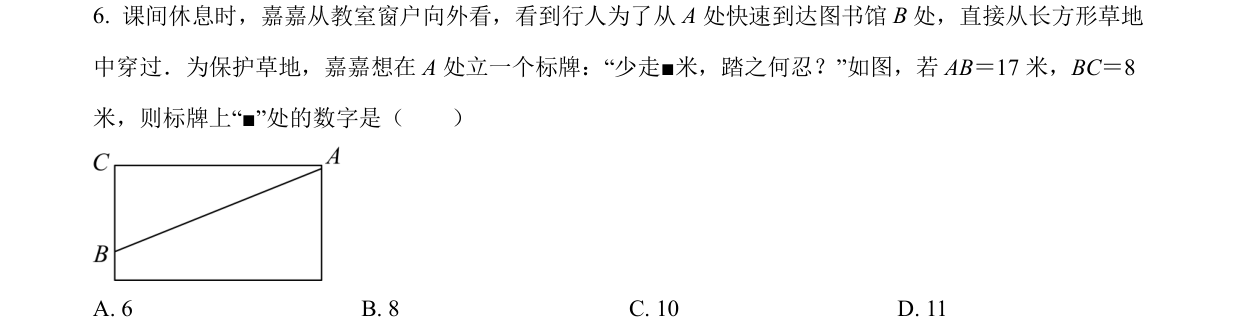 6. 课间休息时，嘉嘉从教室窗户向外看，看到行人为了从 A 处快速到达图书馆 B 处，直接从长方形草地
中穿过．为保护草地，嘉嘉想在 A 处立一个标牌：“少走■米，踏之何忍？”如图，若 AB＝17 米，BC＝8
米，则标牌上“■”处的数字是（　　）
C
A
B
A. 6 B. 8 C. 10 D. 11